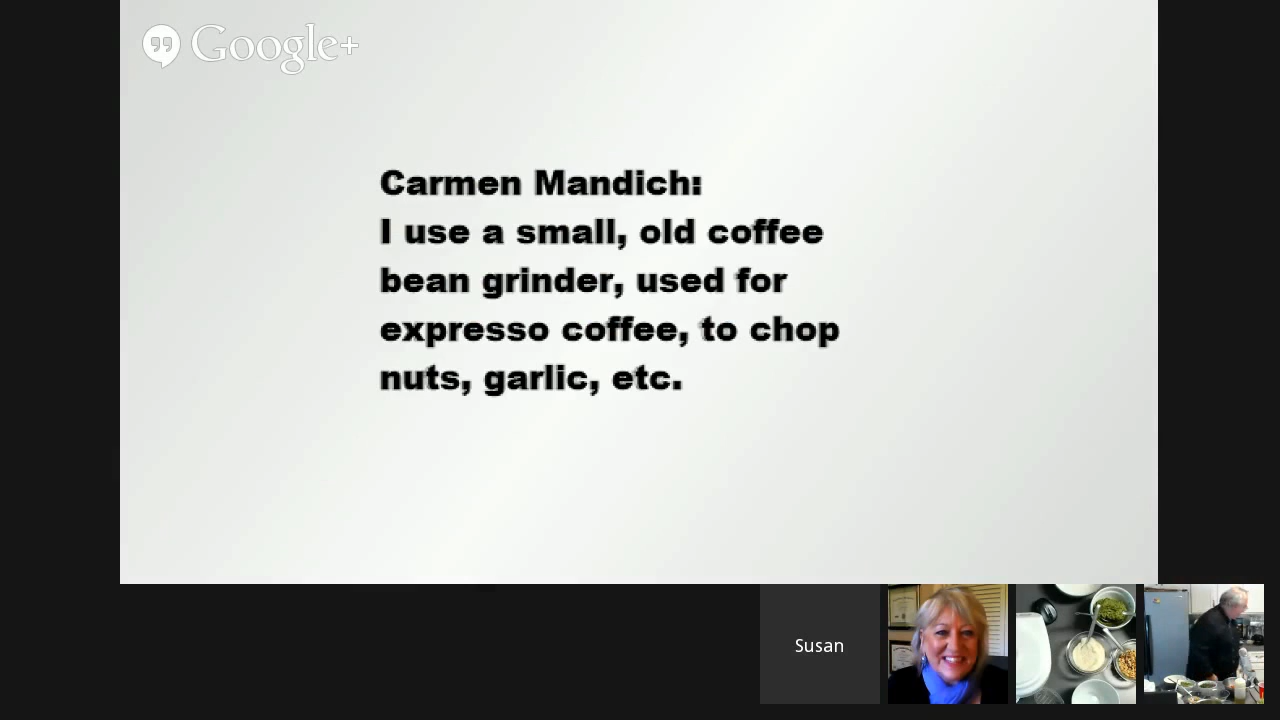 Google+
Carmen Mandich:
I use a small, old coffee
bean grinder, used for
expresso coffee, to chop
nuts, garlic, etc.
Susan